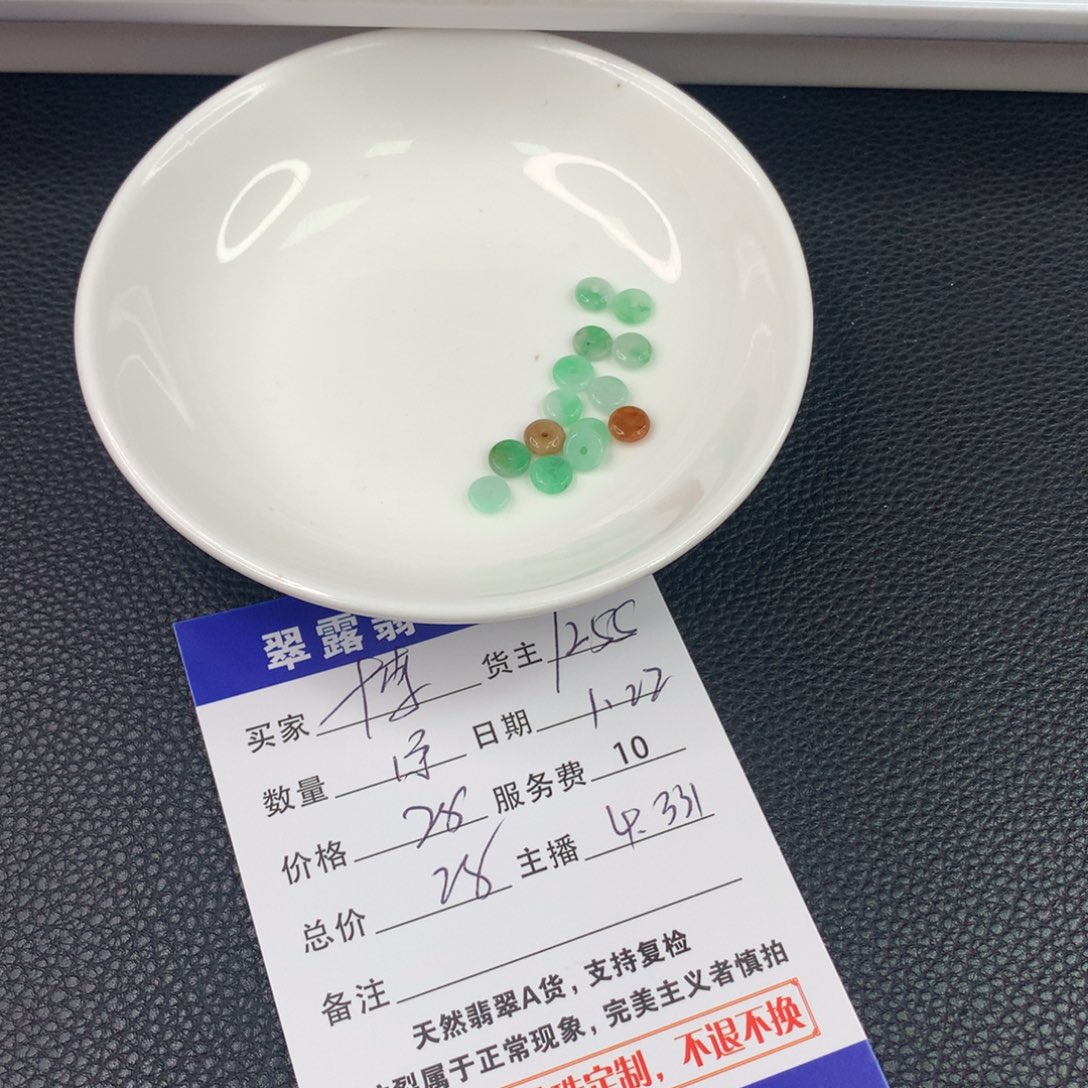 翠露翡
买家 博 货主 1255
数量 日期 1.22
价格 28 服务费 10
总价 28 主播 4.331
备注
天然翡翠A货，支持复检
裂属于正常现象，完美主义者慎拍
珠定制，不退不换